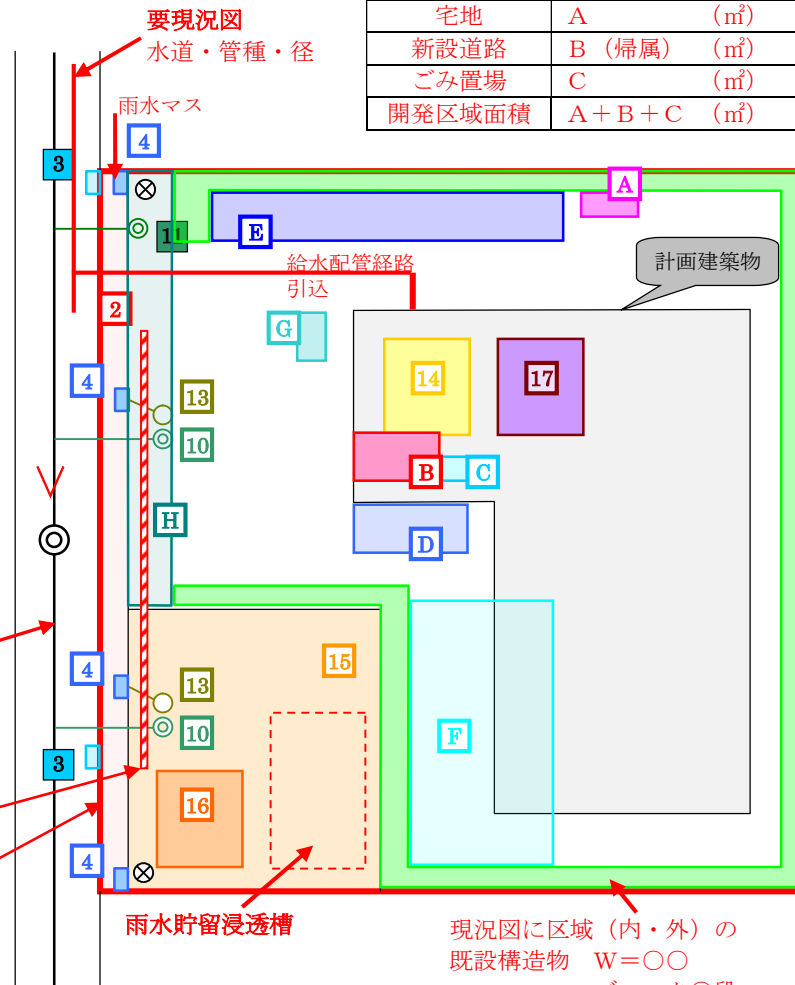 要現況図
水道・管種・径
宅地 A (㎡)
新設道路 B (帰属) (㎡)
ごみ置場 C (㎡)
開発区域面積 A+B+C (㎡)
雨水マス
4
3
A
E
11
計画建築物
給水配管経路
引込
2
G
4
13
14
17
10
B
C
H
D
4
13
15
10
F
3
16
4
雨水貯留浸透槽
現況図に区域(内・外)の
既設構造物 W=〇〇